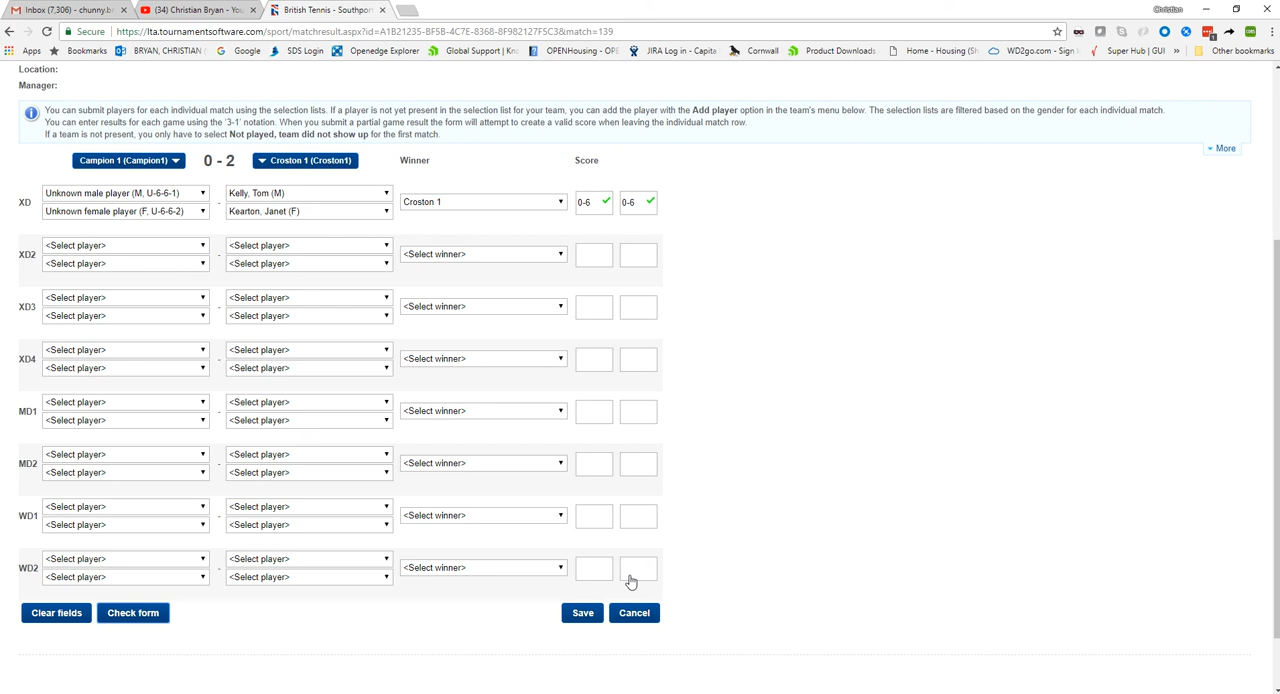 Inbox (7,306) - chunny.br
(34) Christian Bryan - You
British Tennis - Southport
Christian
Secure
https://lta.tournamentsoftware.com/sport/matchresult.aspx?id=A1B21235-BF5B-4C7D-8368-8F92127F5C3&match=139
Apps
Bookmarks
BRYAN, CHRISTIAN (
Google
SDS Login
Openedge Explorer
Global Support | Ho
OPENHousing - OPE
JIRA Log in - Capita
Cornwall
Product Downloads
Home - Housing (Sh
WD2go.com - Sign i
Super Hub | GUI
»
Other bookmarks
Location:
Manager:
You can submit players for each individual match using the selection lists. If a player is not yet present in the selection list for your team, you can add the player with the Add player option in the team's menu below. The selection lists are filtered based on the gender for each individual match.
You can enter results for each game using the '3-1' notation. When you submit a partial game result the form will attempt to create a valid score when leaving the individual match row.
If a team is not present, you only have to select Not played, team did not show up for the first match.
More
Campion 1 (Campion1)
0 - 2
Croston 1 (Croston1)
Winner
Score
XD
Unknown male player (M, U-6-6-1)
-
Kelly, Tom (M)
Croston 1
0-6
0-6
Unknown female player (F, U-6-6-2)
Kearton, Janet (F)
XD2
<Select player>
-
<Select player>
<Select winner>
<Select player>
<Select player>
XD3
<Select player>
-
<Select player>
<Select winner>
<Select player>
<Select player>
XD4
<Select player>
-
<Select player>
<Select winner>
<Select player>
<Select player>
MD1
<Select player>
-
<Select player>
<Select winner>
<Select player>
<Select player>
MD2
<Select player>
-
<Select player>
<Select winner>
<Select player>
<Select player>
WD1
<Select player>
-
<Select player>
<Select winner>
<Select player>
<Select player>
WD2
<Select player>
-
<Select player>
<Select winner>
<Select player>
<Select player>
Clear fields
Check form
Save
Cancel